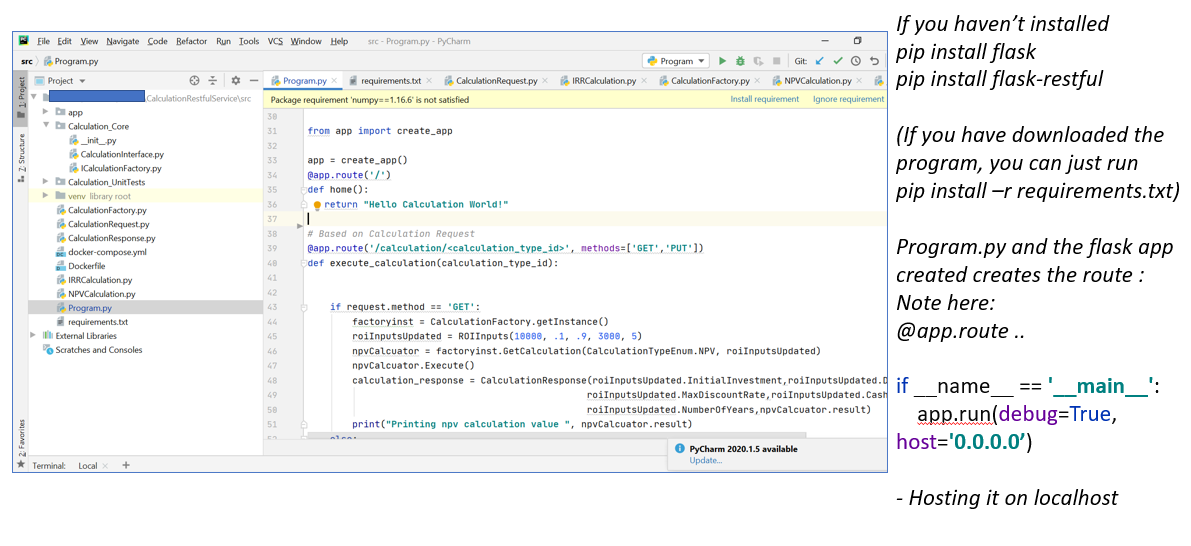 File Edit View Navigate Code Refactor Run Tools VCS Window Help src - Program.py - PyCharm
src Program.py Program Git:
Project
Program.py requirements.txt CalculationRequest.py IRRCalculation.py CalculationFactory.py NPVCalculation.py
Package requirement 'numpy==1.16.6' is not satisfied Install requirement Ignore requirement
1: Project
Z: Structure
2: Favorites
.CalculationRestfulService\src
app
Calculation_Core
__init__.py
CalculationInterface.py
ICalculationFactory.py
Calculation_UnitTests
venv library root
CalculationFactory.py
CalculationRequest.py
CalculationResponse.py
docker-compose.yml
Dockerfile
IRRCalculation.py
NPVCalculation.py
Program.py
requirements.txt
External Libraries
Scratches and Consoles
30
31 from app import create_app
32
33 app = create_app()
34 @app.route('/')
35 def home():
36 return "Hello Calculation World!"
37
38 # Based on Calculation Request
39 @app.route('/calculation/<calculation_type_id>', methods=['GET','PUT'])
40 def execute_calculation(calculation_type_id):
41
42
43 if request.method == 'GET':
44 factoryinst = CalculationFactory.getInstance()
45 roiInputsUpdated = ROIInputs(10000, .1, .9, 3000, 5)
46 npvCalcuator = factoryinst.GetCalculation(CalculationTypeEnum.NPV, roiInputsUpdated)
47 npvCalcuator.Execute()
48 calculation_response = CalculationResponse(roiInputsUpdated.InitialInvestment,roiInputsUpdated.D
49 roiInputsUpdated.MaxDiscountRate,roiInputsUpdated.Cash
50 roiInputsUpdated.NumberOfYears,npvCalcuator.result)
51 print("Printing npv calculation value ", npvCalcuator.result)
52 else:
PyCharm 2020.1.5 available
Update...
Terminal: Local
If you haven’t installed
pip install flask
pip install flask-restful
(If you have downloaded the
program, you can just run
pip install –r requirements.txt)
Program.py and the flask app
created creates the route :
Note here:
@app.route ..
if __name__ == '__main__':
app.run(debug=True,
host='0.0.0.0’)
- Hosting it on localhost